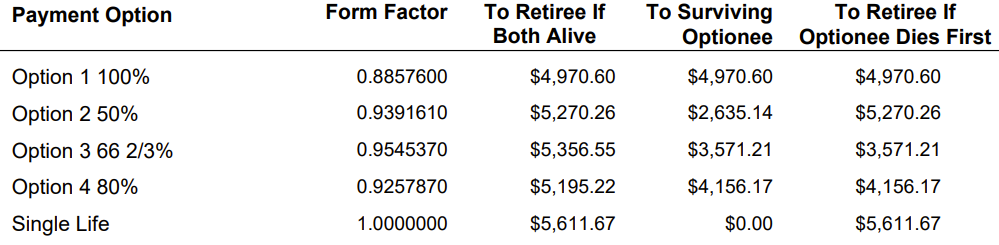 Payment Option Form Factor To Retiree If Both Alive To Surviving Optionee To Retiree If Optionee Dies First
Option 1 100% 0.8857600 $4,970.60 $4,970.60 $4,970.60
Option 2 50% 0.9391610 $5,270.26 $2,635.14 $5,270.26
Option 3 66 2/3% 0.9545370 $5,356.55 $3,571.21 $3,571.21
Option 4 80% 0.9257870 $5,195.22 $4,156.17 $4,156.17
Single Life 1.0000000 $5,611.67 $0.00 $5,611.67